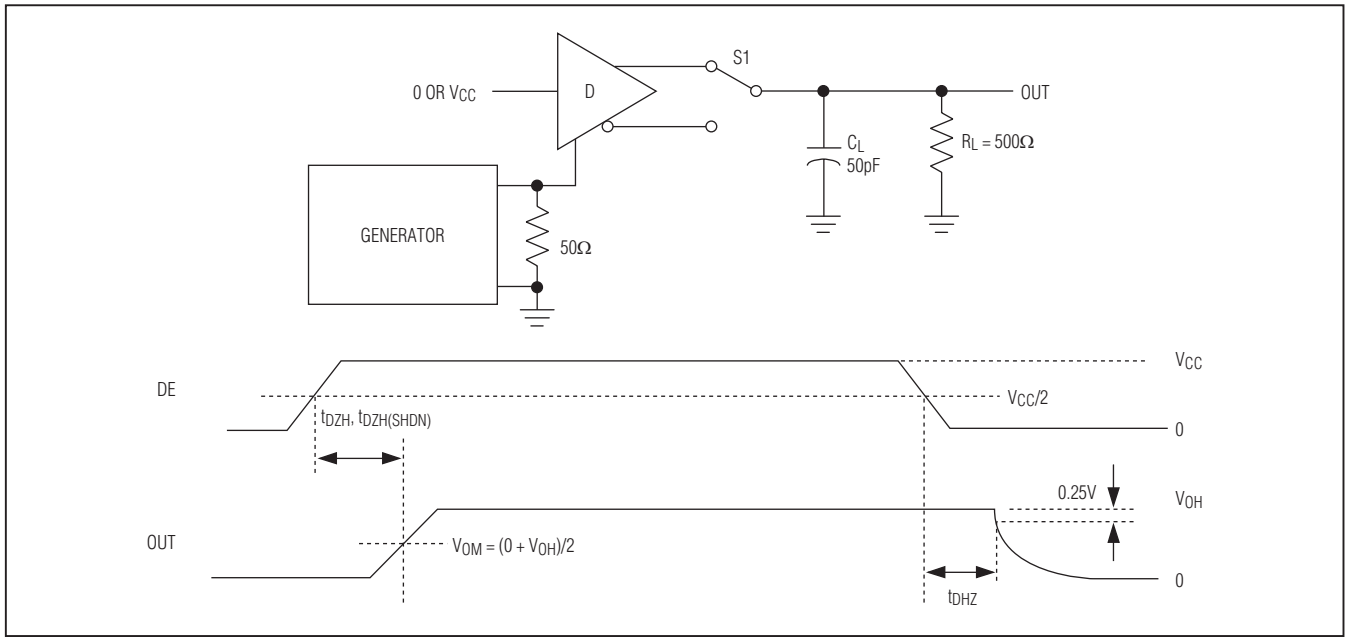 S1
0 OR VCC
D
OUT
CL
50pF
RL = 500Ω
GENERATOR
50Ω
VCC
DE
VCC/2
tDZH, tDZH(SHDN)
0
0.25V
VOH
OUT
VOM = (0 + VOH)/2
0
tDHZ